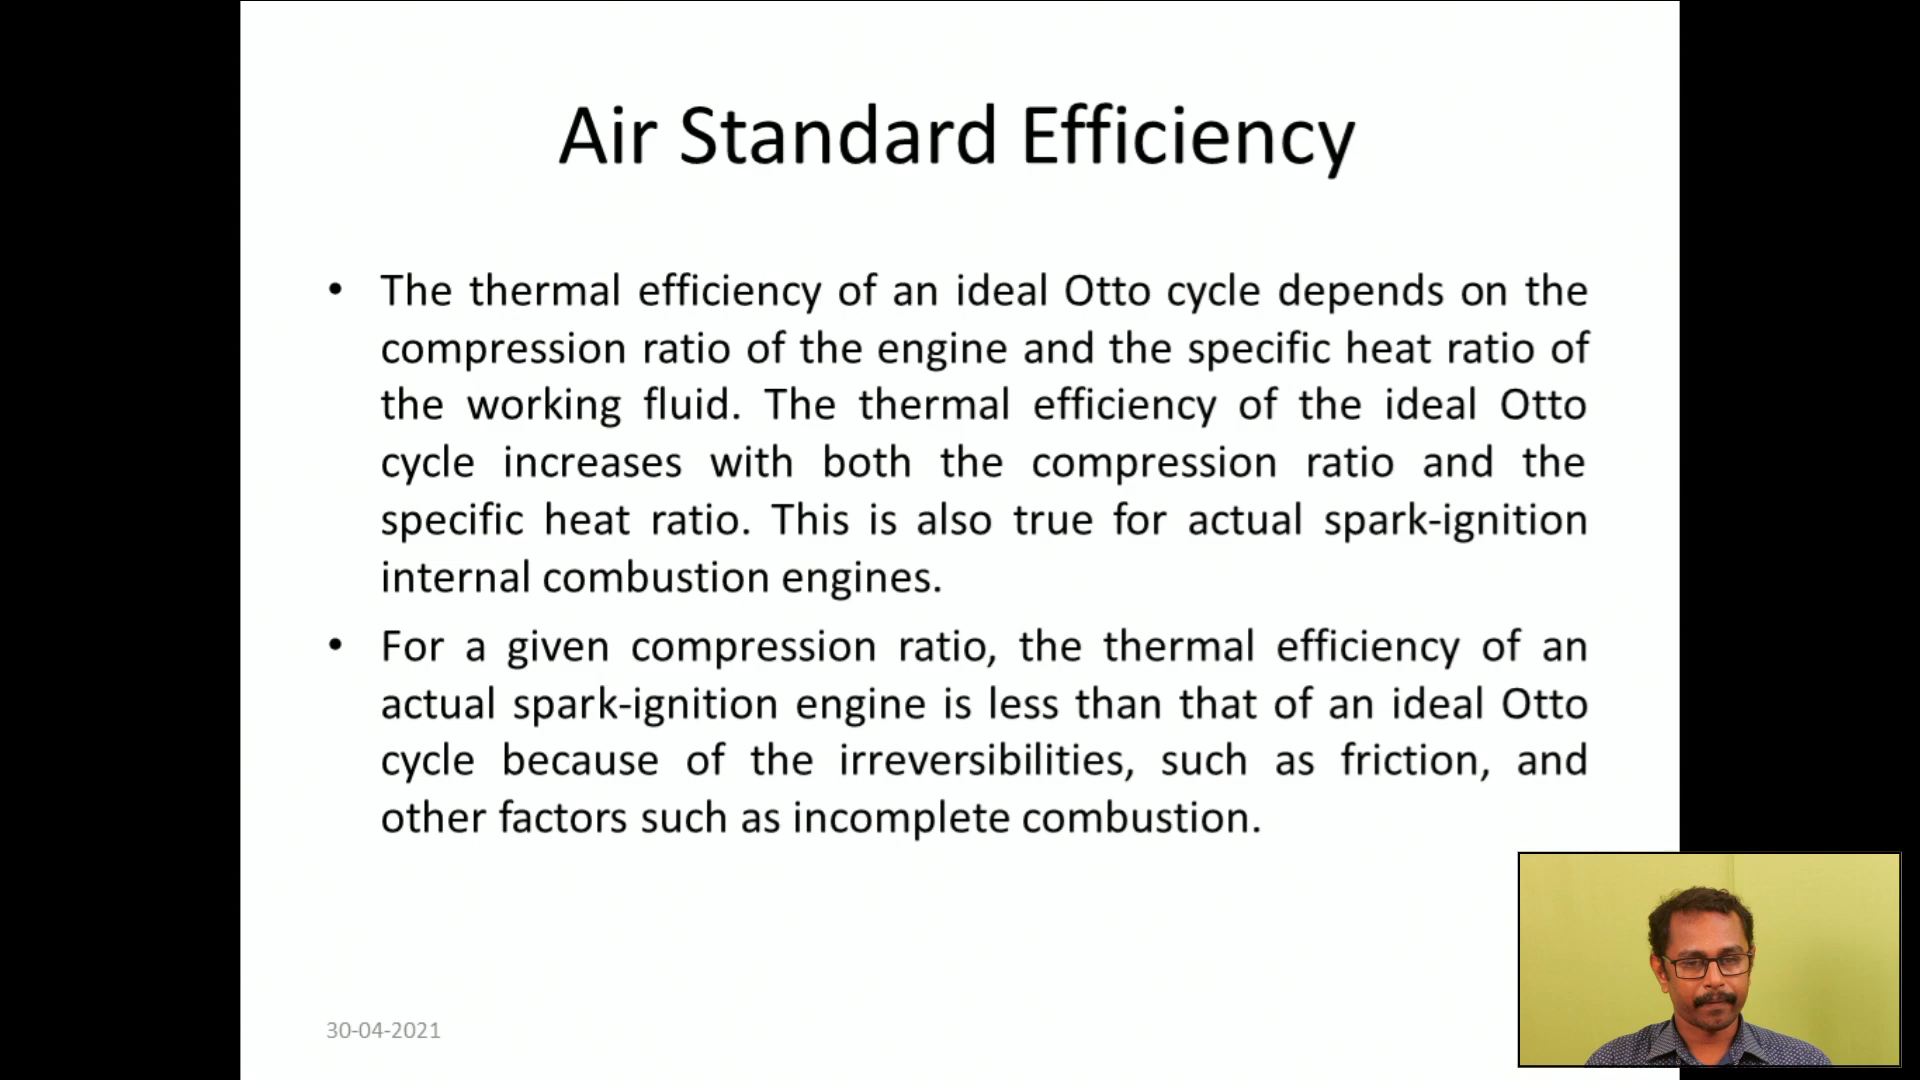 Air Standard Efficiency
• The thermal efficiency of an ideal Otto cycle depends on the
compression ratio of the engine and the specific heat ratio of
the working fluid. The thermal efficiency of the ideal Otto
cycle increases with both the compression ratio and the
specific heat ratio. This is also true for actual spark-ignition
internal combustion engines.
• For a given compression ratio, the thermal efficiency of an
actual spark-ignition engine is less than that of an ideal Otto
cycle because of the irreversibilities, such as friction, and
other factors such as incomplete combustion.
30-04-2021